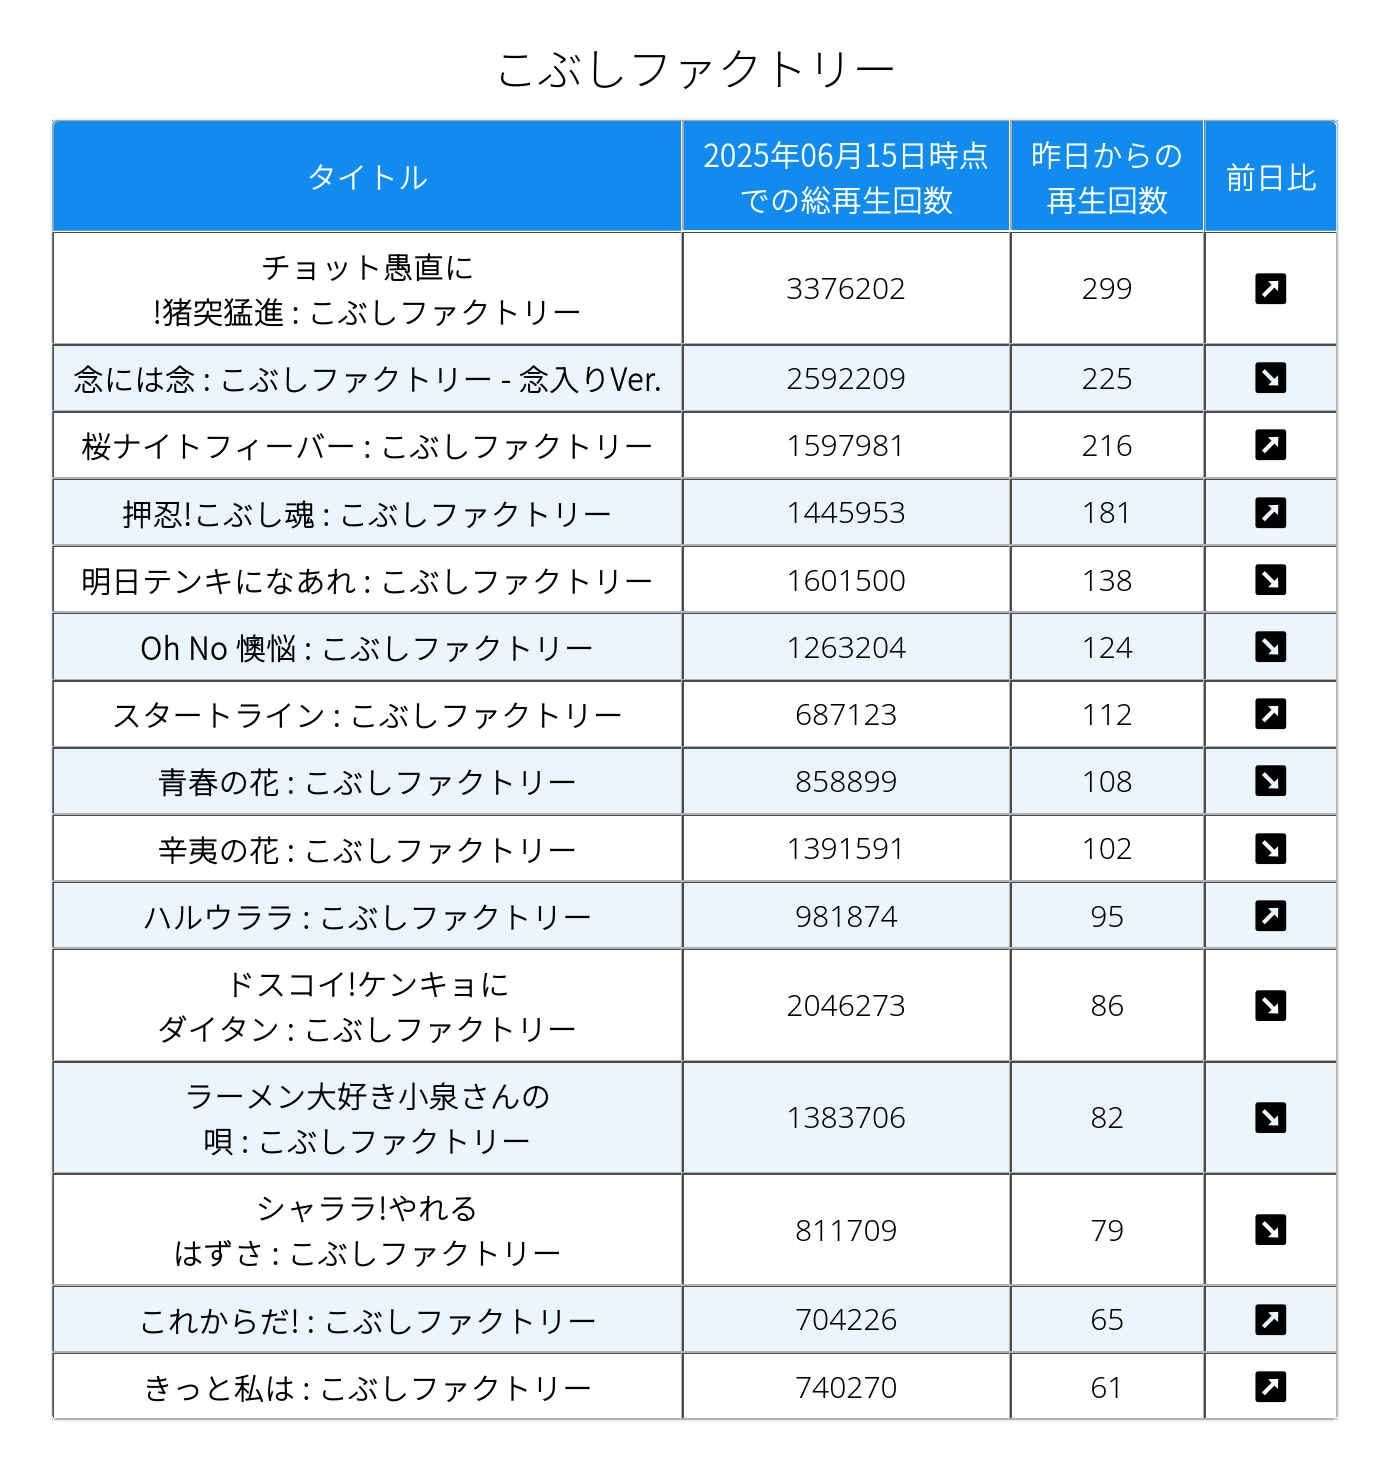 こぶしファクトリー
タイトル
2025年06月15日時点
での総再生回数
昨日からの
再生回数
前日比
チョット愚直に
!猪突猛進 : こぶしファクトリー
3376202
299
↗
念には念 : こぶしファクトリー - 念入りVer.
2592209
225
↘
桜ナイトフィーバー : こぶしファクトリー
1597981
216
↗
押忍!こぶし魂 : こぶしファクトリー
1445953
181
↗
明日テンキになあれ : こぶしファクトリー
1601500
138
↘
Oh No 懊悩 : こぶしファクトリー
1263204
124
↘
スタートライン : こぶしファクトリー
687123
112
↗
青春の花 : こぶしファクトリー
858899
108
↘
辛夷の花 : こぶしファクトリー
1391591
102
↘
ハルウララ : こぶしファクトリー
981874
95
↗
ドスコイ!ケンキョに
ダイタン : こぶしファクトリー
2046273
86
↘
ラーメン大好き小泉さんの
唄 : こぶしファクトリー
1383706
82
↘
シャララ!やれる
はずさ : こぶしファクトリー
811709
79
↘
これからだ! : こぶしファクトリー
704226
65
↗
きっと私は : こぶしファクトリー
740270
61
↗